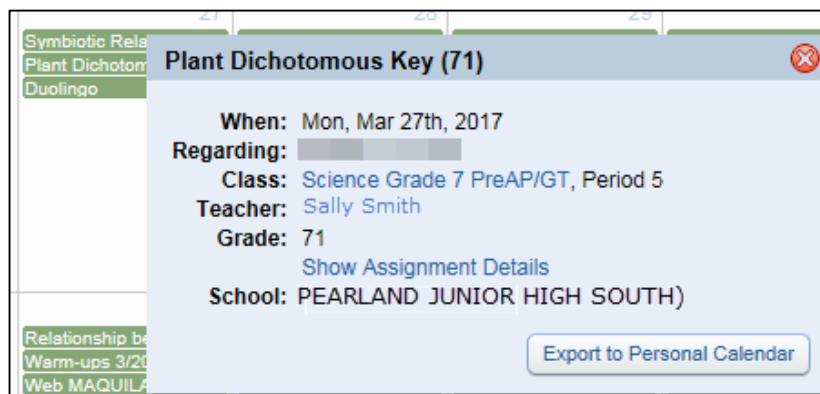 27 28 29
Symbiotic Rela
Plant Dichotom
Duolingo
Plant Dichotomous Key (71)
When: Mon, Mar 27th, 2017
Regarding:
Class: Science Grade 7 PreAP/GT, Period 5
Teacher: Sally Smith
Grade: 71
Show Assignment Details
School: PEARLAND JUNIOR HIGH SOUTH)
Relationship be
Warm-ups 3/20
Web MAQUILA
Export to Personal Calendar